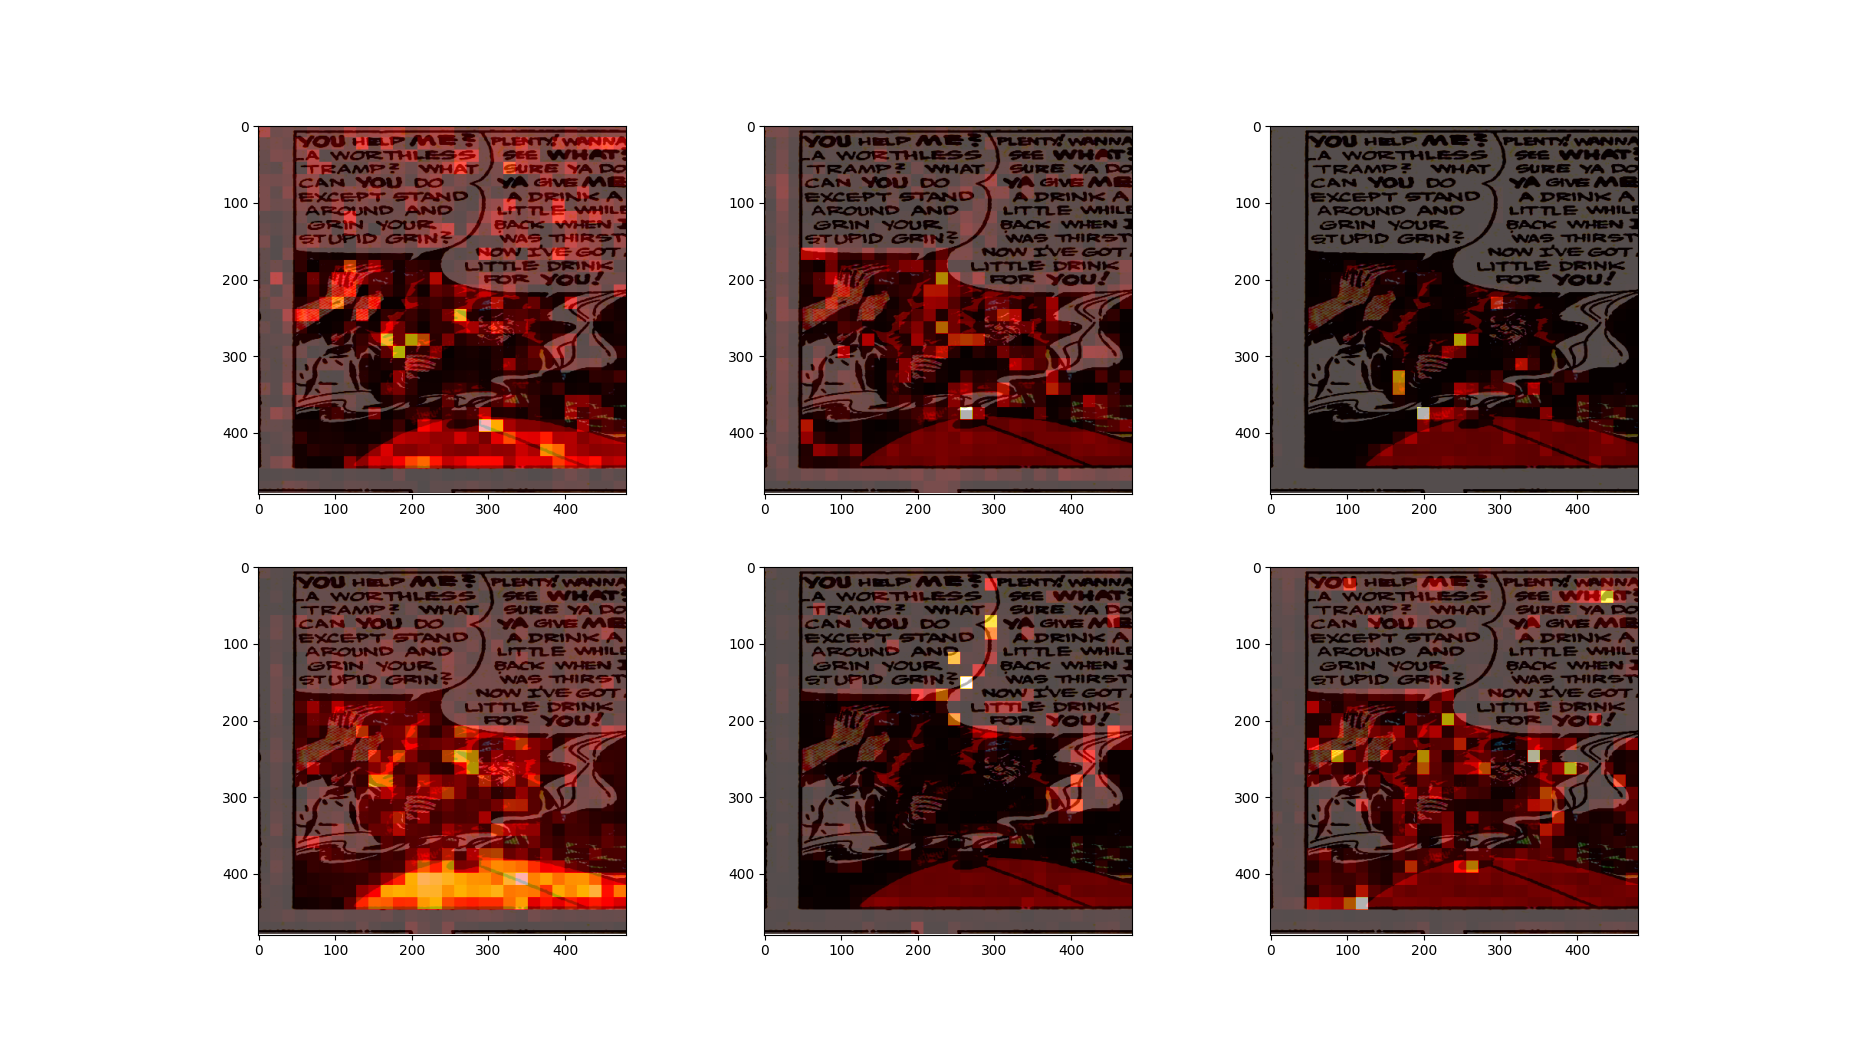 0
100
200
300
400
YOU HELP ME?
A WORTHLESS
TRAMP? WHAT
CAN YOU DO
EXCEPT STAND
AROUND AND
GRIN YOUR
STUPID GRIN?
PLENTY! WANNA
SEE WHAT?
SURE YA DO
YA GIVE ME
A DRINK A
LITTLE WHILE
BACK WHEN I
WAS THIRST
NOW I'VE GOT
LITTLE DRINK
FOR YOU!
0 100 200 300 400
0
100
200
300
400
YOU HELP ME?
A WORTHLESS
TRAMP? WHAT
CAN YOU DO
EXCEPT STAND
AROUND AND
GRIN YOUR
STUPID GRIN?
PLENTY! WANNA
SEE WHAT?
SURE YA DO
YA GIVE ME
A DRINK A
LITTLE WHILE
BACK WHEN I
WAS THIRST
NOW I'VE GOT
LITTLE DRINK
FOR YOU!
0 100 200 300 400
0
100
200
300
400
YOU HELP ME?
A WORTHLESS
TRAMP? WHAT
CAN YOU DO
EXCEPT STAND
AROUND AND
GRIN YOUR
STUPID GRIN?
PLENTY! WANNA
SEE WHAT?
SURE YA DO
YA GIVE ME
A DRINK A
LITTLE WHILE
BACK WHEN I
WAS THIRST
NOW I'VE GOT
LITTLE DRINK
FOR YOU!
0 100 200 300 400
0
100
200
300
400
YOU HELP ME?
A WORTHLESS
TRAMP? WHAT
CAN YOU DO
EXCEPT STAND
AROUND AND
GRIN YOUR
STUPID GRIN?
PLENTY! WANNA
SEE WHAT?
SURE YA DO
YA GIVE ME
A DRINK A
LITTLE WHILE
BACK WHEN I
WAS THIRST
NOW I'VE GOT
LITTLE DRINK
FOR YOU!
0 100 200 300 400
0
100
200
300
400
YOU HELP ME?
A WORTHLESS
TRAMP? WHAT
CAN YOU DO
EXCEPT STAND
AROUND AND
GRIN YOUR
STUPID GRIN?
PLENTY! WANNA
SEE WHAT?
SURE YA DO
YA GIVE ME
A DRINK A
LITTLE WHILE
BACK WHEN I
WAS THIRST
NOW I'VE GOT
LITTLE DRINK
FOR YOU!
0 100 200 300 400
0
100
200
300
400
YOU HELP ME?
A WORTHLESS
TRAMP? WHAT
CAN YOU DO
EXCEPT STAND
AROUND AND
GRIN YOUR
STUPID GRIN?
PLENTY! WANNA
SEE WHAT?
SURE YA DO
YA GIVE ME
A DRINK A
LITTLE WHILE
BACK WHEN I
WAS THIRST
NOW I'VE GOT
LITTLE DRINK
FOR YOU!
0 100 200 300 400